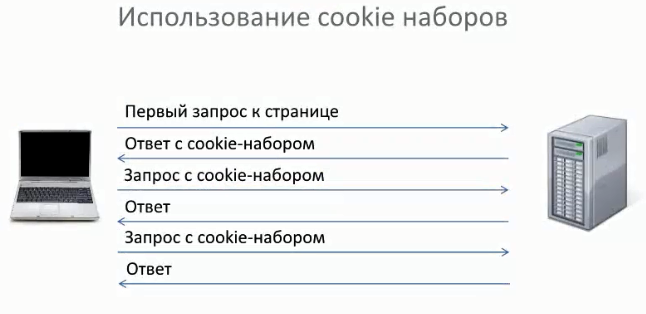 Использование cookie наборов
Первый запрос к странице
Ответ с cookie-набором
Запрос с cookie-набором
Ответ
Запрос с cookie-набором
Ответ